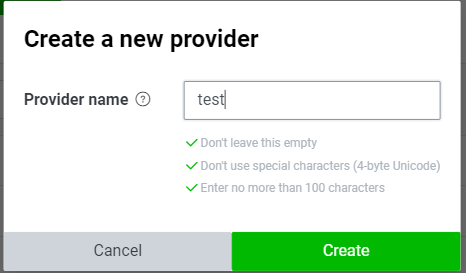 Create a new provider
Provider name ?
test
Don't leave this empty
Don't use special characters (4-byte Unicode)
Enter no more than 100 characters
Cancel
Create